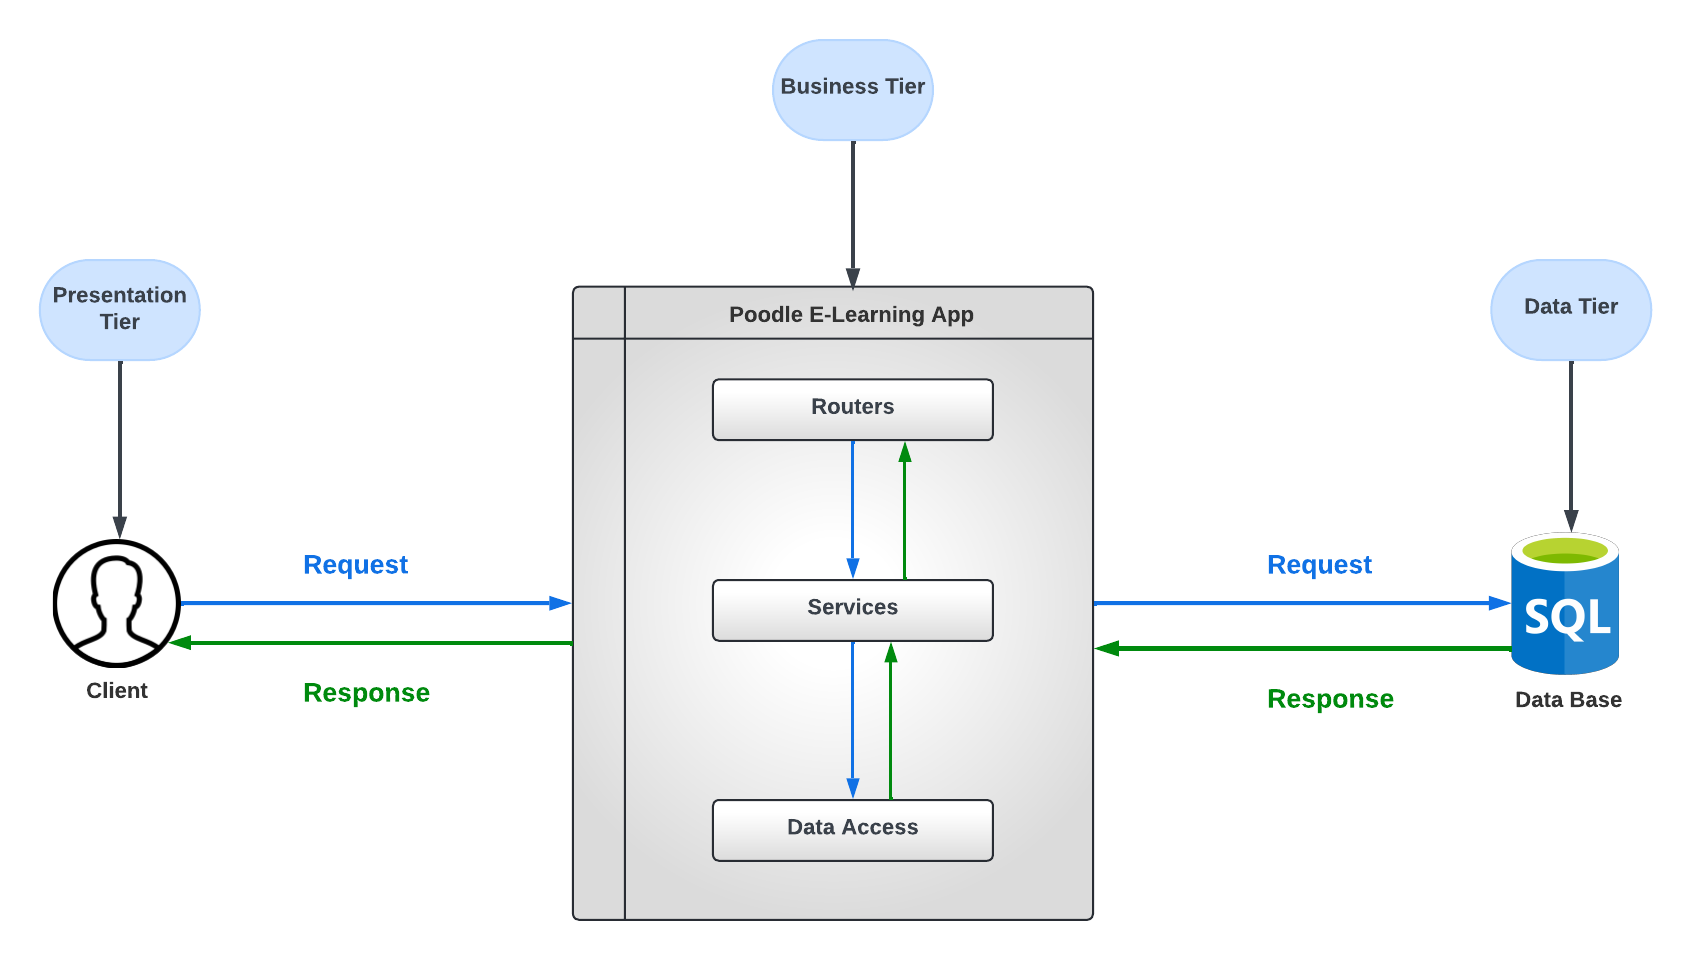 Business Tier
Presentation
Tier
Data Tier
Poodle E-Learning App
Routers
Services
Data Access
Request
Response
Client
Request
Response
SQL
Data Base